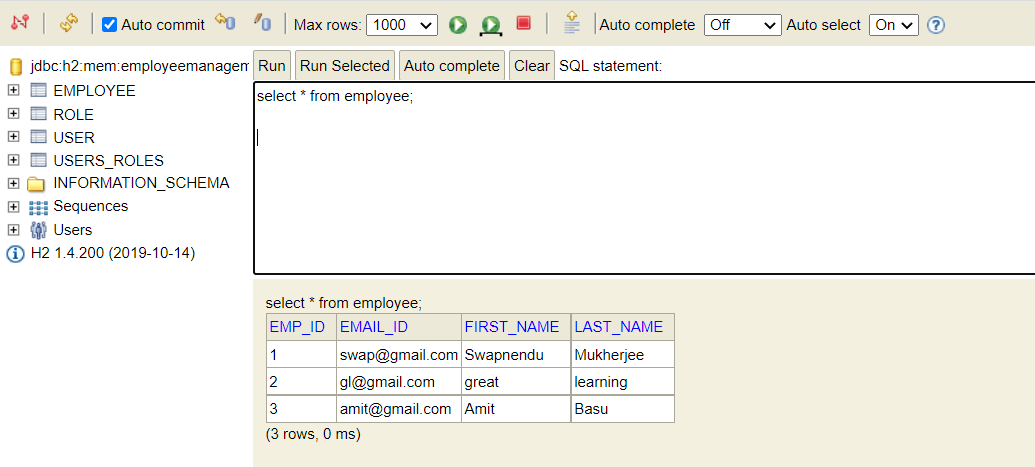 Auto commit Max rows: 1000 Auto complete Off Auto select On ?
jdbc:h2:mem:employeemanagem
EMPLOYEE
ROLE
USER
USERS_ROLES
INFORMATION_SCHEMA
Sequences
Users
H2 1.4.200 (2019-10-14)
Run Run Selected Auto complete Clear SQL statement:
select * from employee;
select * from employee;
EMP_ID EMAIL_ID FIRST_NAME LAST_NAME
1 swap@gmail.com Swapnendu Mukherjee
2 gl@gmail.com great learning
3 amit@gmail.com Amit Basu
(3 rows, 0 ms)